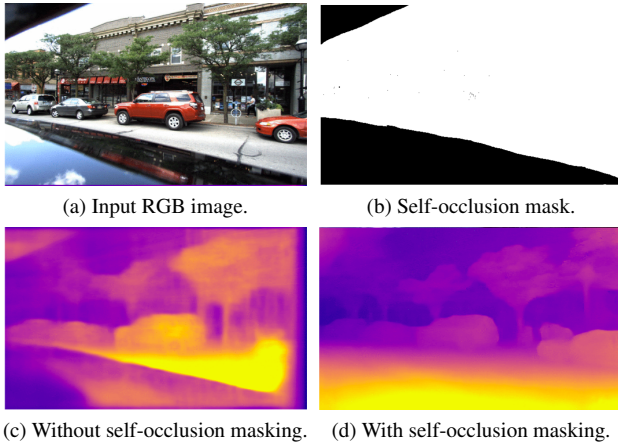 (a) Input RGB image.
(b) Self-occlusion mask.
(c) Without self-occlusion masking.
(d) With self-occlusion masking.